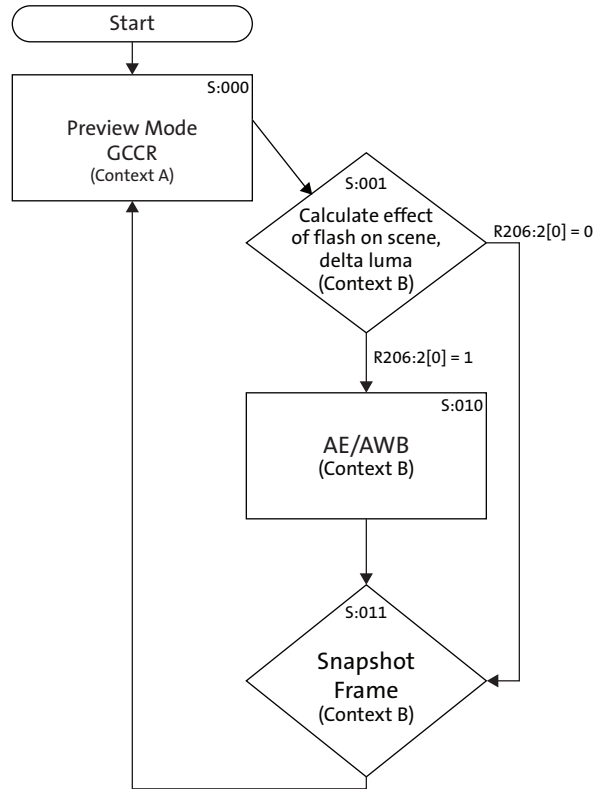 Start
S:000
Preview Mode
GCCR
(Context A)
S:001
Calculate effect
of flash on scene,
delta luma
(Context B)
R206:2[0] = 0
R206:2[0] = 1
S:010
AE/AWB
(Context B)
S:011
Snapshot
Frame
(Context B)